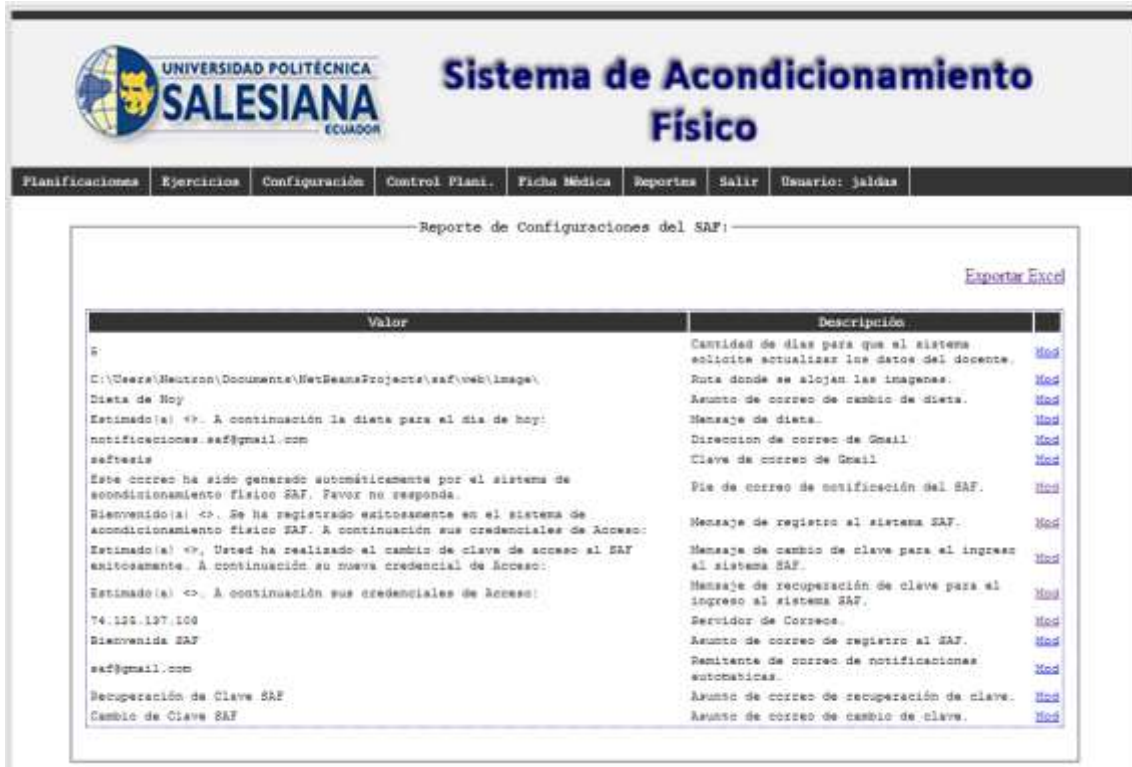 UNIVERSIDAD POLITÉCNICA
SALESIANA
ECUADOR
Sistema de Acondicionamiento
Físico
Planificaciones Ejercicios Configuración Control Plani. Ficha Médica Reportes Salir Usuario: jaldas
Reporte de Configuraciones del SAF:
Exportar Excel
Valor Descripción
Cantidad de dias para que el sistema
solicite actualizar los datos del docente. Mod
C:\Users\Neutron\Documents\NetBeansProjects\saf\web\image\ Ruta donde se alojan las imagenes. Mod
Dieta de Hoy Asunto de correo de cambio de dieta. Mod
Estimado(a) <>. A continuación la dieta para el dia de hoy: Mensaje de dieta. Mod
notificaciones.saf@gmail.com Direccion de correo de Gmail Mod
saftesis Clave de correo de Gmail Mod
Este correo ha sido generado automáticamente por el sistema de
acondicionamiento físico SAF. Favor no responda. Pie de correo de notificación del SAF. Mod
Bienvenido(a) <>. Se ha registrado exitosamente en el sistema de
acondicionamiento físico SAF. A continuación sus credenciales de Acceso: Mensaje de registro al sistema SAF. Mod
Estimado(a) <>, Usted ha realizado el cambio de clave de acceso al SAF
exitosamente. A continuación su nueva credencial de Acceso: Mensaje de cambio de clave para el ingreso
al sistema SAF. Mod
Estimado(a) <>. A continuación sus credenciales de Acceso: Mensaje de recuperación de clave para el
ingreso al sistema SAF. Mod
Servidor de Correos. Mod
Bienvenida SAF Asunto de correo de registro al SAF. Mod
saf@gmail.com Remitente de correo de notificaciones
automaticas. Mod
Recuperación de Clave SAF Asunto de correo de recuperación de clave. Mod
Cambio de Clave SAF Asunto de correo de cambio de clave. Mod